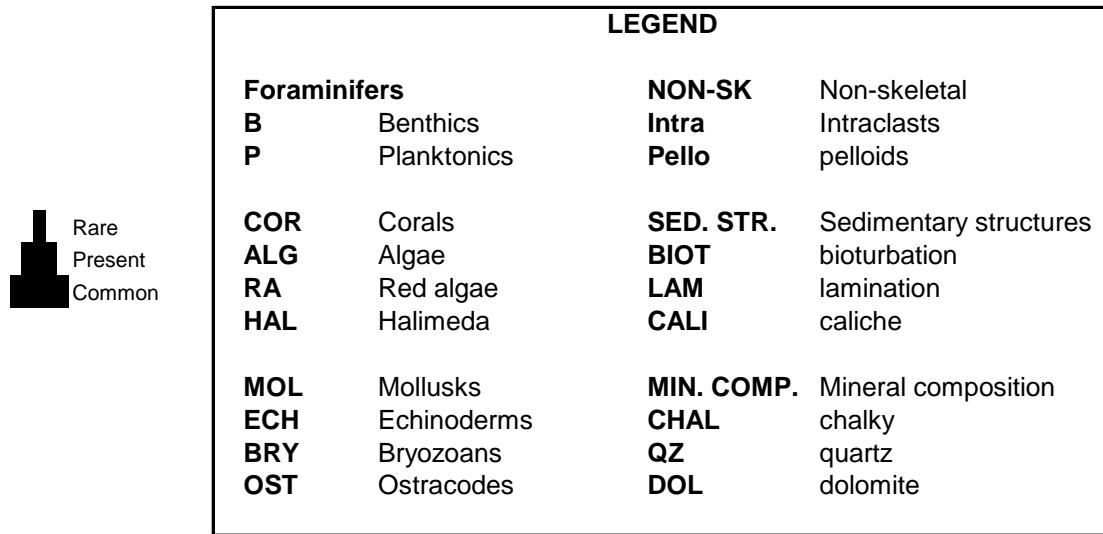 LEGEND
Foraminifers NON-SK Non-skeletal
B Benthics Intra Intraclasts
P Planktonics Pello pelloids
Rare COR Corals SED. STR. Sedimentary structures
Present ALG Algae BIOT bioturbation
Common RA Red algae LAM lamination
HAL Halimeda CALI caliche
MOL Mollusks MIN. COMP. Mineral composition
ECH Echinoderms CHAL chalky
BRY Bryozoans QZ quartz
OST Ostracodes DOL dolomite